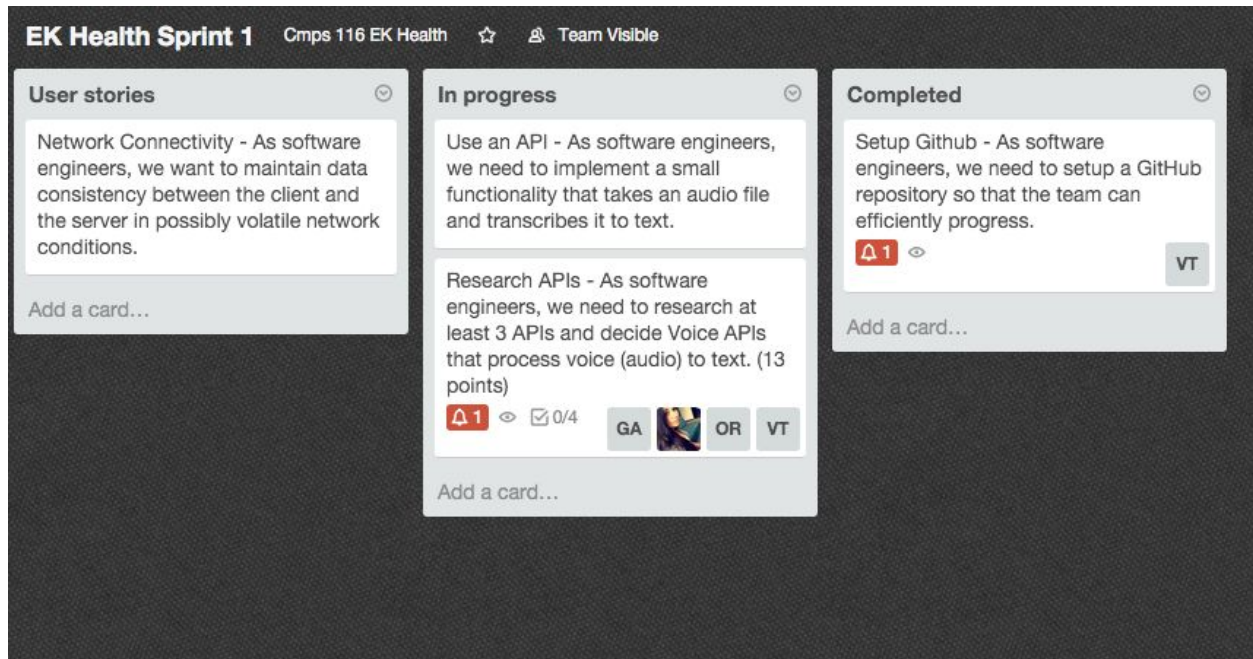 EK Health Sprint 1 Cmps 116 EK Health Team Visible
User stories
Network Connectivity - As software
engineers, we want to maintain data
consistency between the client and
the server in possibly volatile network
conditions.
Add a card…
In progress
Use an API - As software engineers,
we need to implement a small
functionality that takes an audio file
and transcribes it to text.
Research APIs - As software
engineers, we need to research at
least 3 APIs and decide Voice APIs
that process voice (audio) to text. (13
points)
1 0/4 GA OR VT
Add a card…
Completed
Setup Github - As software
engineers, we need to setup a GitHub
repository so that the team can
efficiently progress.
1
VT
Add a card…